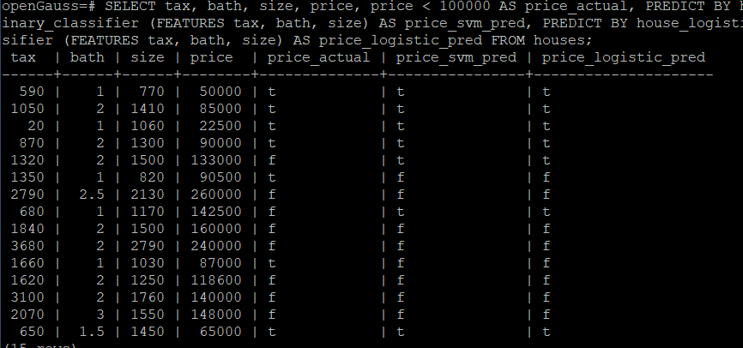 openGauss=# SELECT tax, bath, size, price, price < 100000 AS price_actual, PREDICT BY h
inary_classifier (FEATURES tax, bath, size) AS price_svm_pred, PREDICT BY house_logisti
sifier (FEATURES tax, bath, size) AS price_logistic_pred FROM houses;
 tax  | bath | size | price  | price_actual | price_svm_pred | price_logistic_pred
------+------+------+--------+--------------+----------------+---------------------
  590 |    1 |  770 |  50000 | t            | t              | t
 1050 |    2 | 1410 |  85000 | t            | t              | t
   20 |    1 | 1060 |  22500 | t            | t              | t
  870 |    2 | 1300 |  90000 | t            | t              | t
 1320 |    2 | 1500 | 133000 | f            | t              | t
 1350 |    1 |  820 |  90500 | t            | f              | f
 2790 |  2.5 | 2130 | 260000 | f            | f              | f
  680 |    1 | 1170 | 142500 | f            | t              | t
 1840 |    2 | 1500 | 160000 | f            | f              | f
 3680 |    2 | 2790 | 240000 | f            | f              | f
 1660 |    1 | 1030 |  87000 | t            | f              | f
 1620 |    2 | 1250 | 118600 | f            | f              | f
 3100 |    2 | 1760 | 140000 | f            | f              | f
 2070 |    3 | 1550 | 148000 | f            | f              | f
  650 |  1.5 | 1450 |  65000 | t            | t              | t
(15 rows)